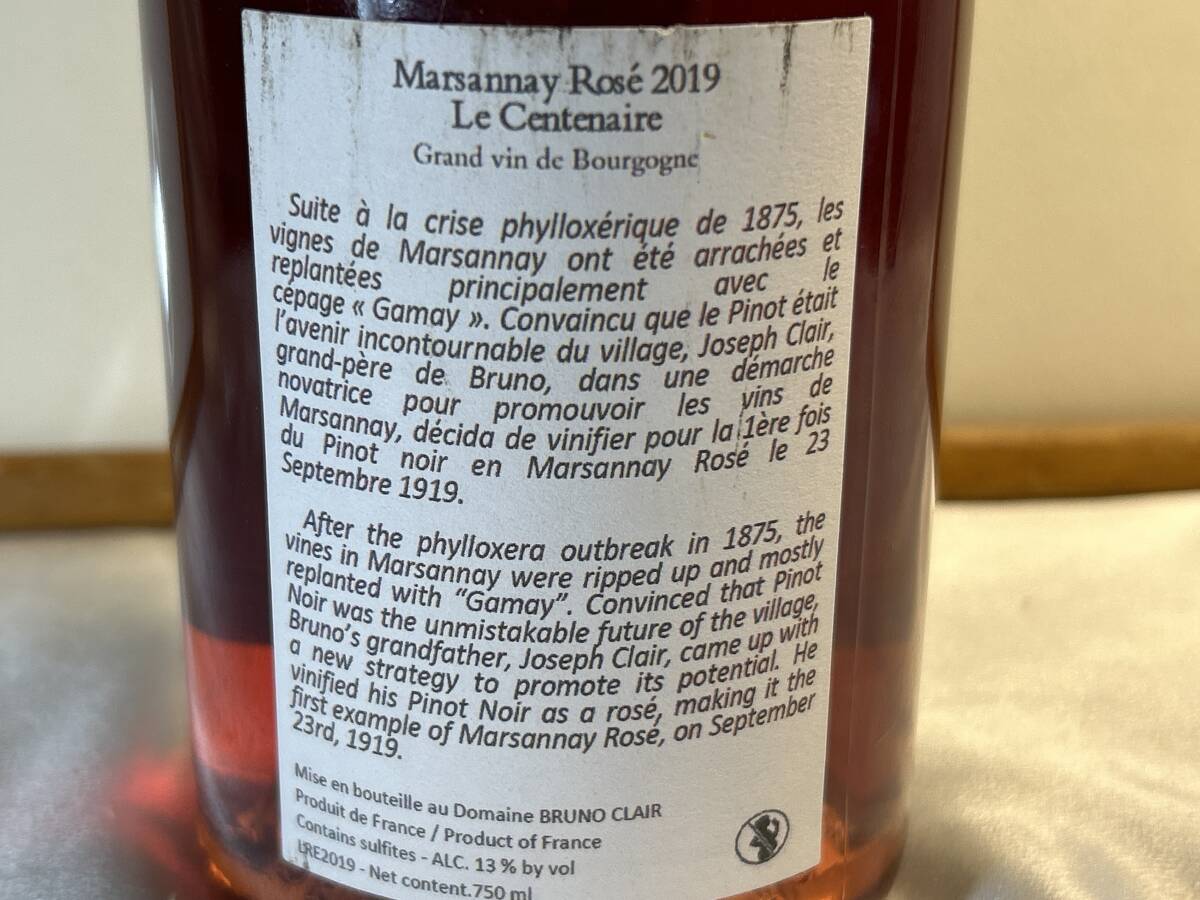 Marsannay Rosé 2019
Le Centenaire
Grand vin de Bourgogne
Suite à la crise phylloxérique de 1875, les
vignes de Marsannay ont été arrachées et
replantées principalement avec le
cépage « Gamay ». Convaincu que le Pinot était
l'avenir incontournable du village, Joseph Clair,
grand-père de Bruno, dans une démarche
novatrice pour promouvoir les vins de
Marsannay, décida de vinifier pour la 1ère fois
du Pinot noir en Marsannay Rosé le 23
Septembre 1919.
After the phylloxera outbreak in 1875, the
vines in Marsannay were ripped up and mostly
replanted with "Gamay". Convinced that Pinot
Noir was the unmistakable future of the village,
Bruno's grandfather, Joseph Clair, came up with
a new strategy to promote its potential. He
vinified his Pinot Noir as a rosé, making it the
first example of Marsannay Rosé, on September
23rd, 1919.
Mise en bouteille au Domaine BRUNO CLAIR
Produit de France / Product of France
Contains sulfites - ALC. 13 % by vol
LRE2019 - Net content.750 ml